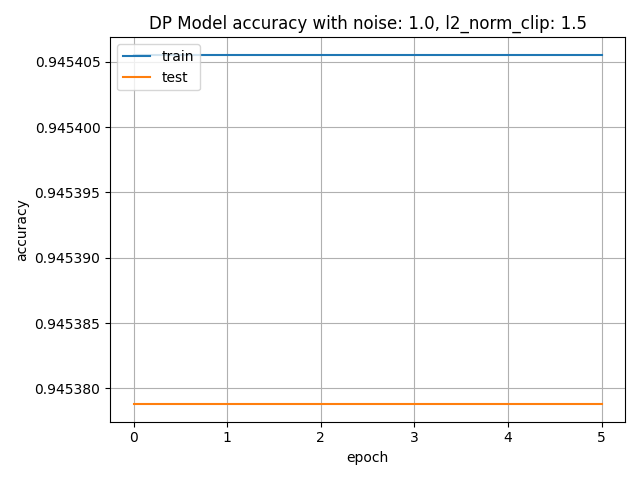 DP Model accuracy with noise: 1.0, l2_norm_clip: 1.5
train
test
0.945405
0.945400
0.945395
0.945390
0.945385
0.945380
accuracy
0 1 2 3 4 5
epoch